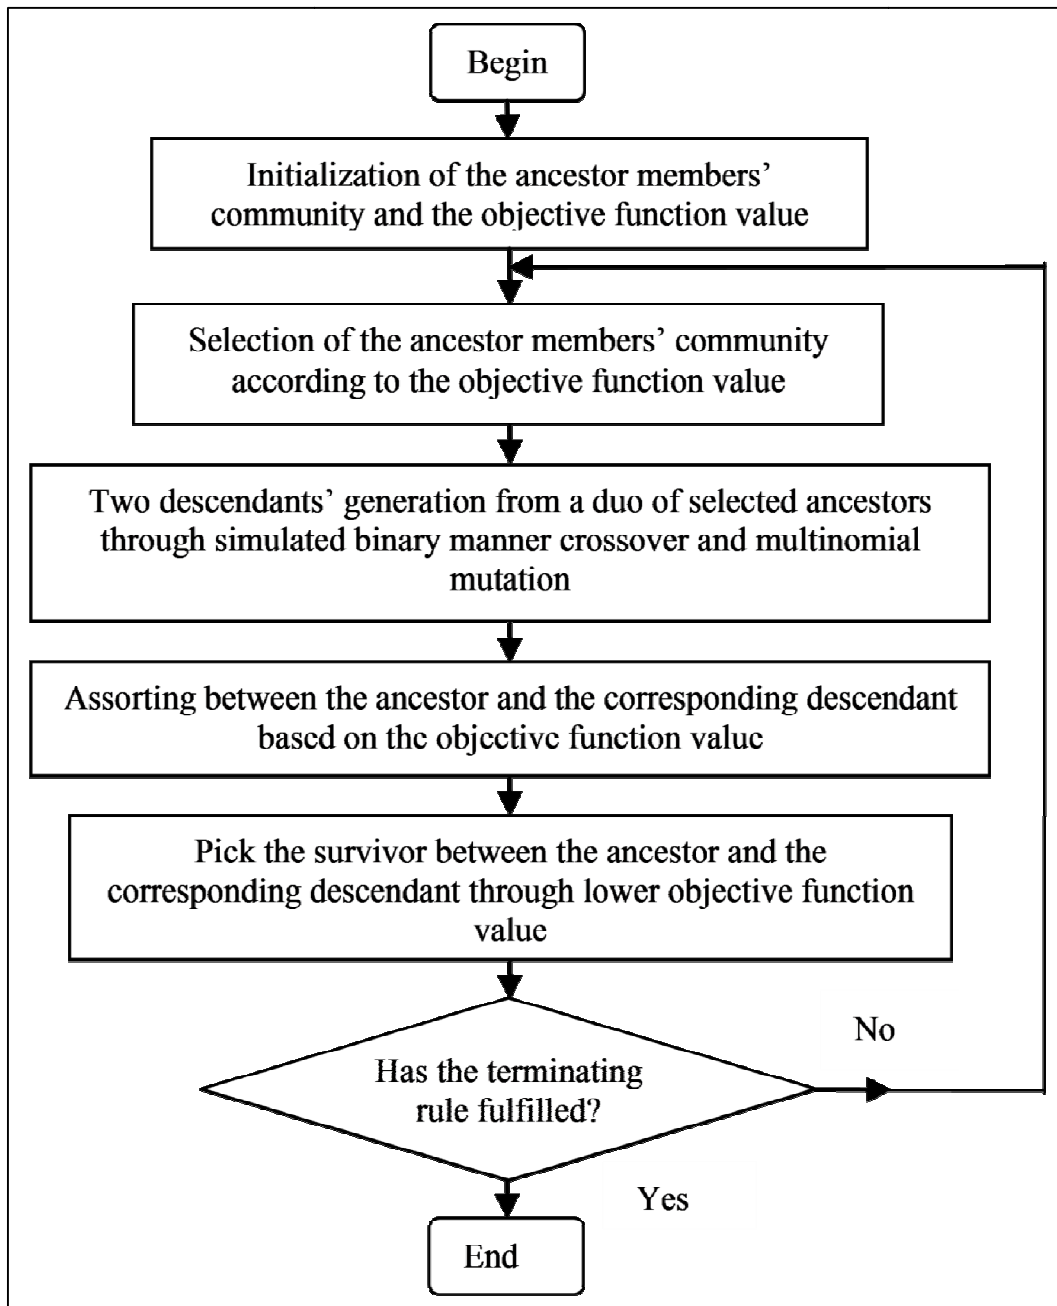 Begin
Initialization of the ancestor members’
community and the objective function value
Selection of the ancestor members’ community
according to the objective function value
Two descendants’ generation from a duo of selected ancestors
through simulated binary manner crossover and multinomial
mutation
Assorting between the ancestor and the corresponding descendant
based on the objective function value
Pick the survivor between the ancestor and the
corresponding descendant through lower objective function
value
No
Has the terminating
rule fulfilled?
Yes
End